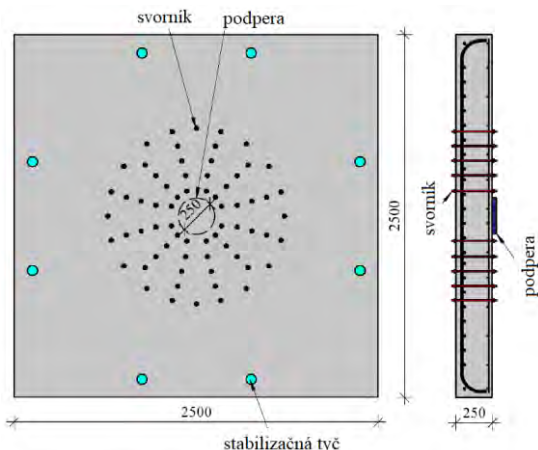 svorník
podpera
250
2500
2500
stabilizačná tyč
svorník
podpera
250